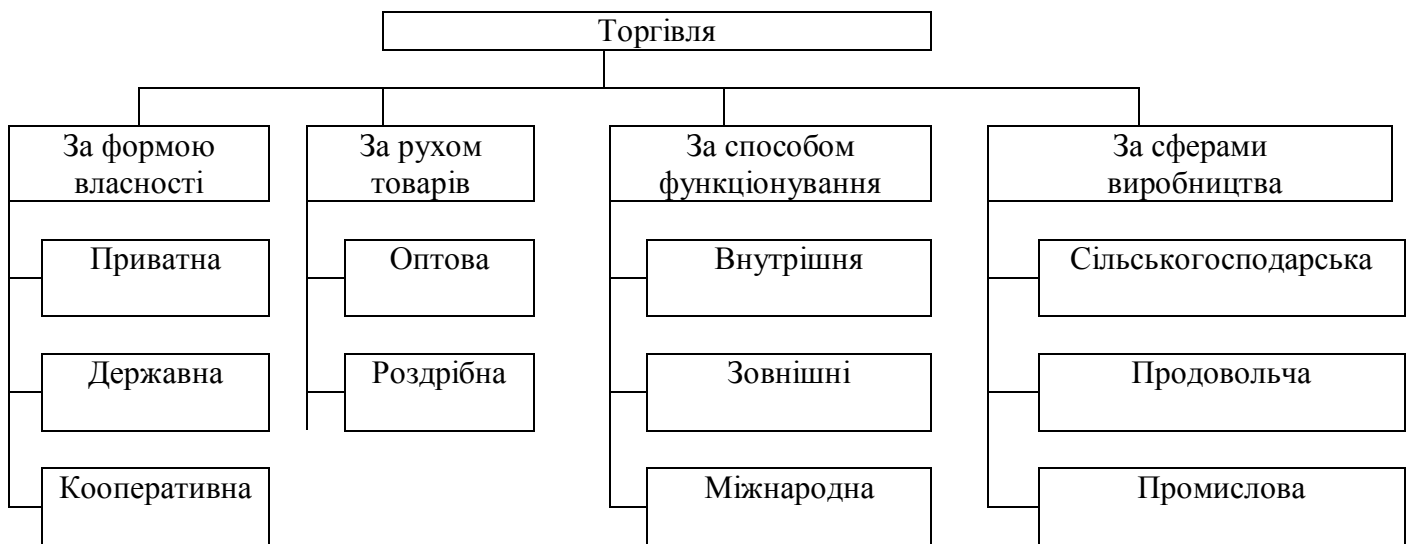 Торгівля
За формою
власності
За рухом
товарів
За способом
функціонування
За сферами
виробництва
Приватна
Оптова
Внутрішня
Сільськогосподарська
Державна
Роздрібна
Зовнішні
Продовольча
Кооперативна
Міжнародна
Промислова